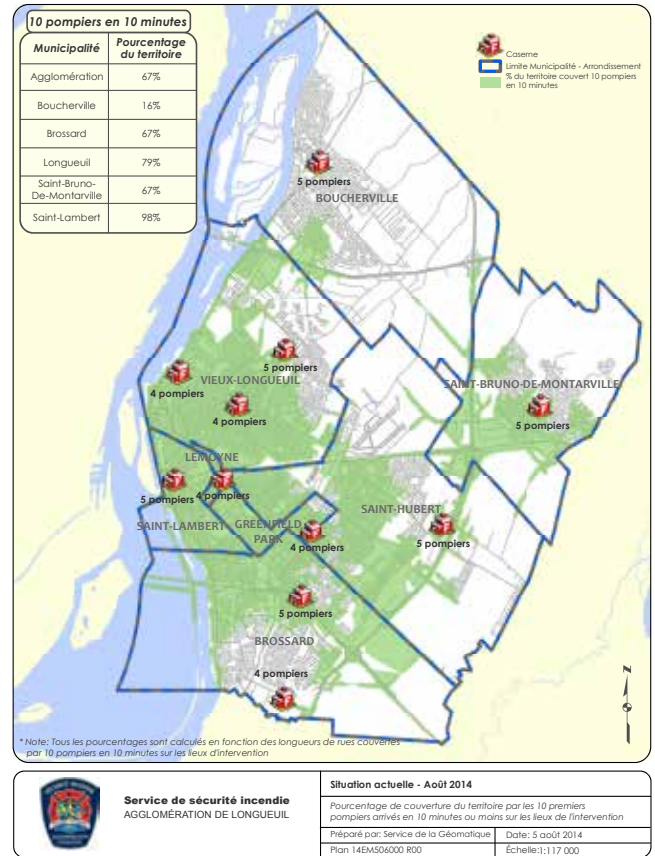 10 pompiers en 10 minutes
Municipalité
Pourcentage
du territoire
Agglomération 67%
Boucherville 16%
Brossard 67%
Longueuil 79%
Saint-Bruno-
De-Montarville 67%
Saint-Lambert 98%
Caserne
Limite Municipalité - Arrondissement
% du territoire couvert 10 pompiers
en 10 minutes
5 pompiers
BOUCHERVILLE
5 pompiers
VIEUX-LONGUEUIL
4 pompiers
4 pompiers
SAINT-BRUNO-DE-MONTARVILLE
5 pompiers
LEMOYNE
5 pompiers
4 pompiers
SAINT-LAMBERT
GREENFIELD
PARK
4 pompiers
SAINT-HUBERT
5 pompiers
5 pompiers
BROSSARD
4 pompiers
N
* Note: Tous les pourcentages sont calculés en fonction des longueurs de rues couvertes
par 10 pompiers en 10 minutes sur les lieux d'intervention
Service de sécurité incendie
AGGLOMÉRATION DE LONGUEUIL
Situation actuelle - Août 2014
Pourcentage de couverture du territoire par les 10 premiers
pompiers arrivés en 10 minutes ou moins sur les lieux de l'intervention
Préparé par: Service de la Géomatique
Date: 5 août 2014
Plan 14EM506000 R00
Échelle:1:117 000